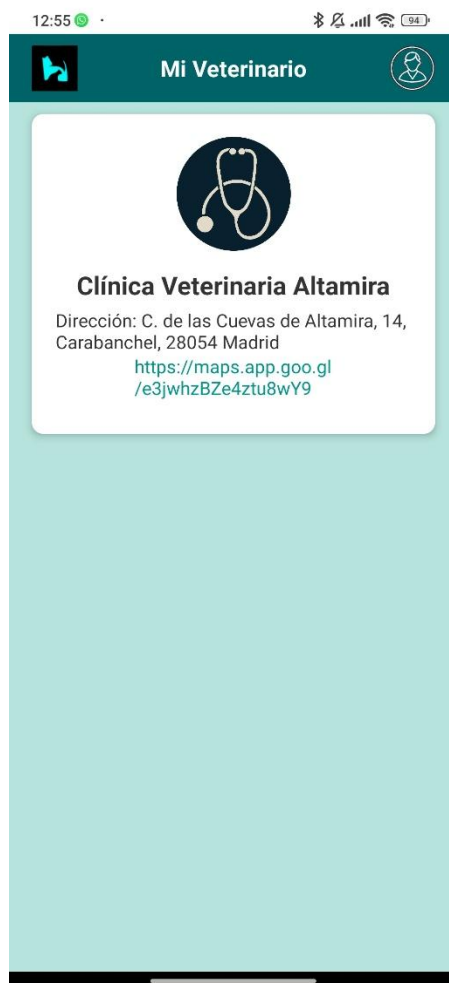 12:55
94
Mi Veterinario
Clínica Veterinaria Altamira
Dirección: C. de las Cuevas de Altamira, 14,
Carabanchel, 28054 Madrid
https://maps.app.goo.gl
/e3jwhzBZe4ztu8wY9